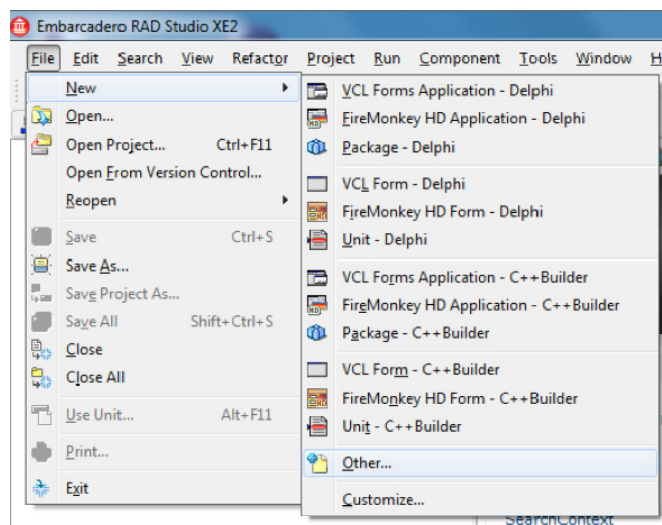 Embarcadero RAD Studio XE2
File Edit Search View Refactor Project Run Component Tools Window H
New
Open...
Open Project... Ctrl+F11
Open From Version Control...
Reopen
Save Ctrl+S
Save As...
Save Project As...
Save All Shift+Ctrl+S
Close
Close All
Use Unit... Alt+F11
Print...
Exit
VCL Forms Application - Delphi
FireMonkey HD Application - Delphi
Package - Delphi
VCL Form - Delphi
FireMonkey HD Form - Delphi
Unit - Delphi
VCL Forms Application - C++Builder
FireMonkey HD Application - C++Builder
Package - C++Builder
VCL Form - C++Builder
FireMonkey HD Form - C++Builder
Unit - C++Builder
Other...
Customize...
SearchContext